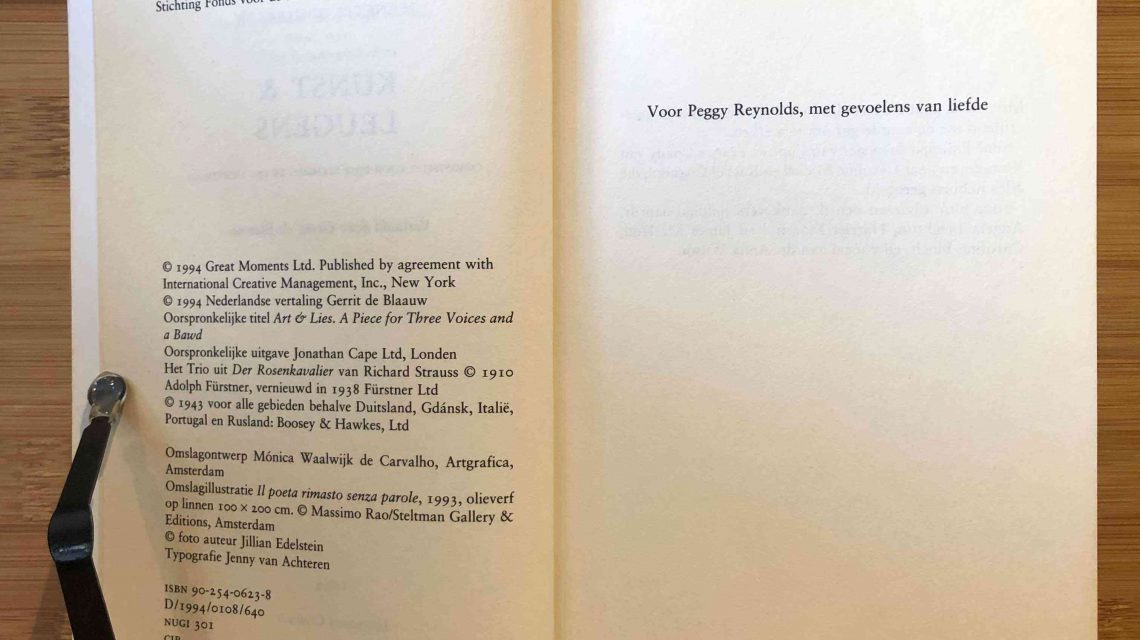 Stichting Fonds voor de
© 1994 Great Moments Ltd. Published by agreement with
International Creative Management, Inc., New York
© 1994 Nederlandse vertaling Gerrit de Blaauw
Oorspronkelijke titel Art & Lies. A Piece for Three Voices and
a Bawd
Oorspronkelijke uitgave Jonathan Cape Ltd, Londen
Het Trio uit Der Rosenkavalier van Richard Strauss © 1910
Adolph Fürstner, vernieuwd in 1938 Fürstner Ltd
© 1943 voor alle gebieden behalve Duitsland, Gdánsk, Italië,
Portugal en Rusland: Boosey & Hawkes, Ltd
Omslagontwerp Mónica Waalwijk de Carvalho, Artgrafica,
Amsterdam
Omslagillustratie Il poeta rimasto senza parole, 1993, olieverf
op linnen 100 × 200 cm. © Massimo Rao/Steltman Gallery &
Editions, Amsterdam
© foto auteur Jillian Edelstein
Typografie Jenny van Achteren
ISBN 90-254-0623-8
D/1994/0108/640
NUGI 301
CIP
Voor Peggy Reynolds, met gevoelens van liefde
KUNST &
LEUGENS